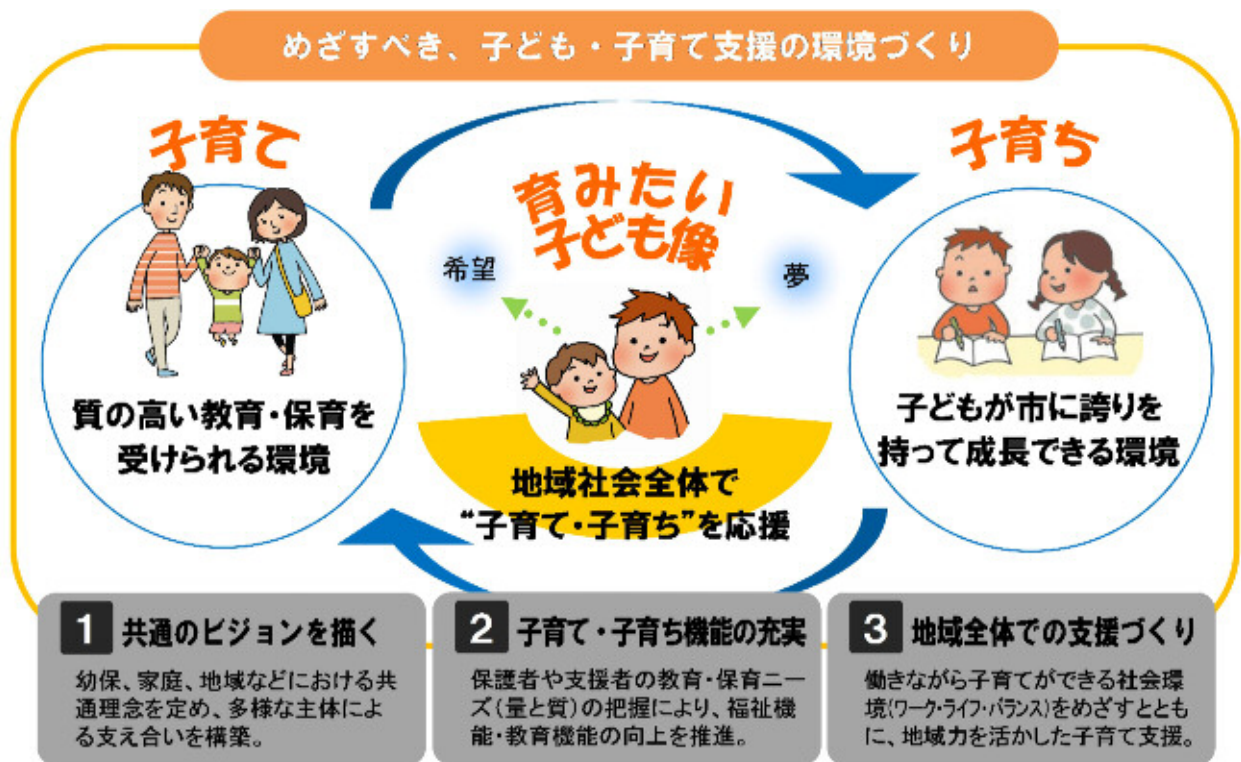 めざすべき、子ども・子育て支援の環境づくり
子育て
質の高い教育・保育を
受けられる環境
育みたい
子ども像
希望
夢
地域社会全体で
“子育て・子育ち”を応援
子育ち
子どもが市に誇りを
持って成長できる環境
1 共通のビジョンを描く
幼保、家庭、地域などにおける共
通理念を定め、多様な主体によ
る支え合いを構築。
2 子育て・子育ち機能の充実
保護者や支援者の教育・保育ニー
ズ(量と質)の把握により、福祉機
能・教育機能の向上を推進。
3 地域全体での支援づくり
働きながら子育てができる社会環
境(ワーク・ライフ・バランス)をめざすととも
に、地域力を活かした子育て支援。